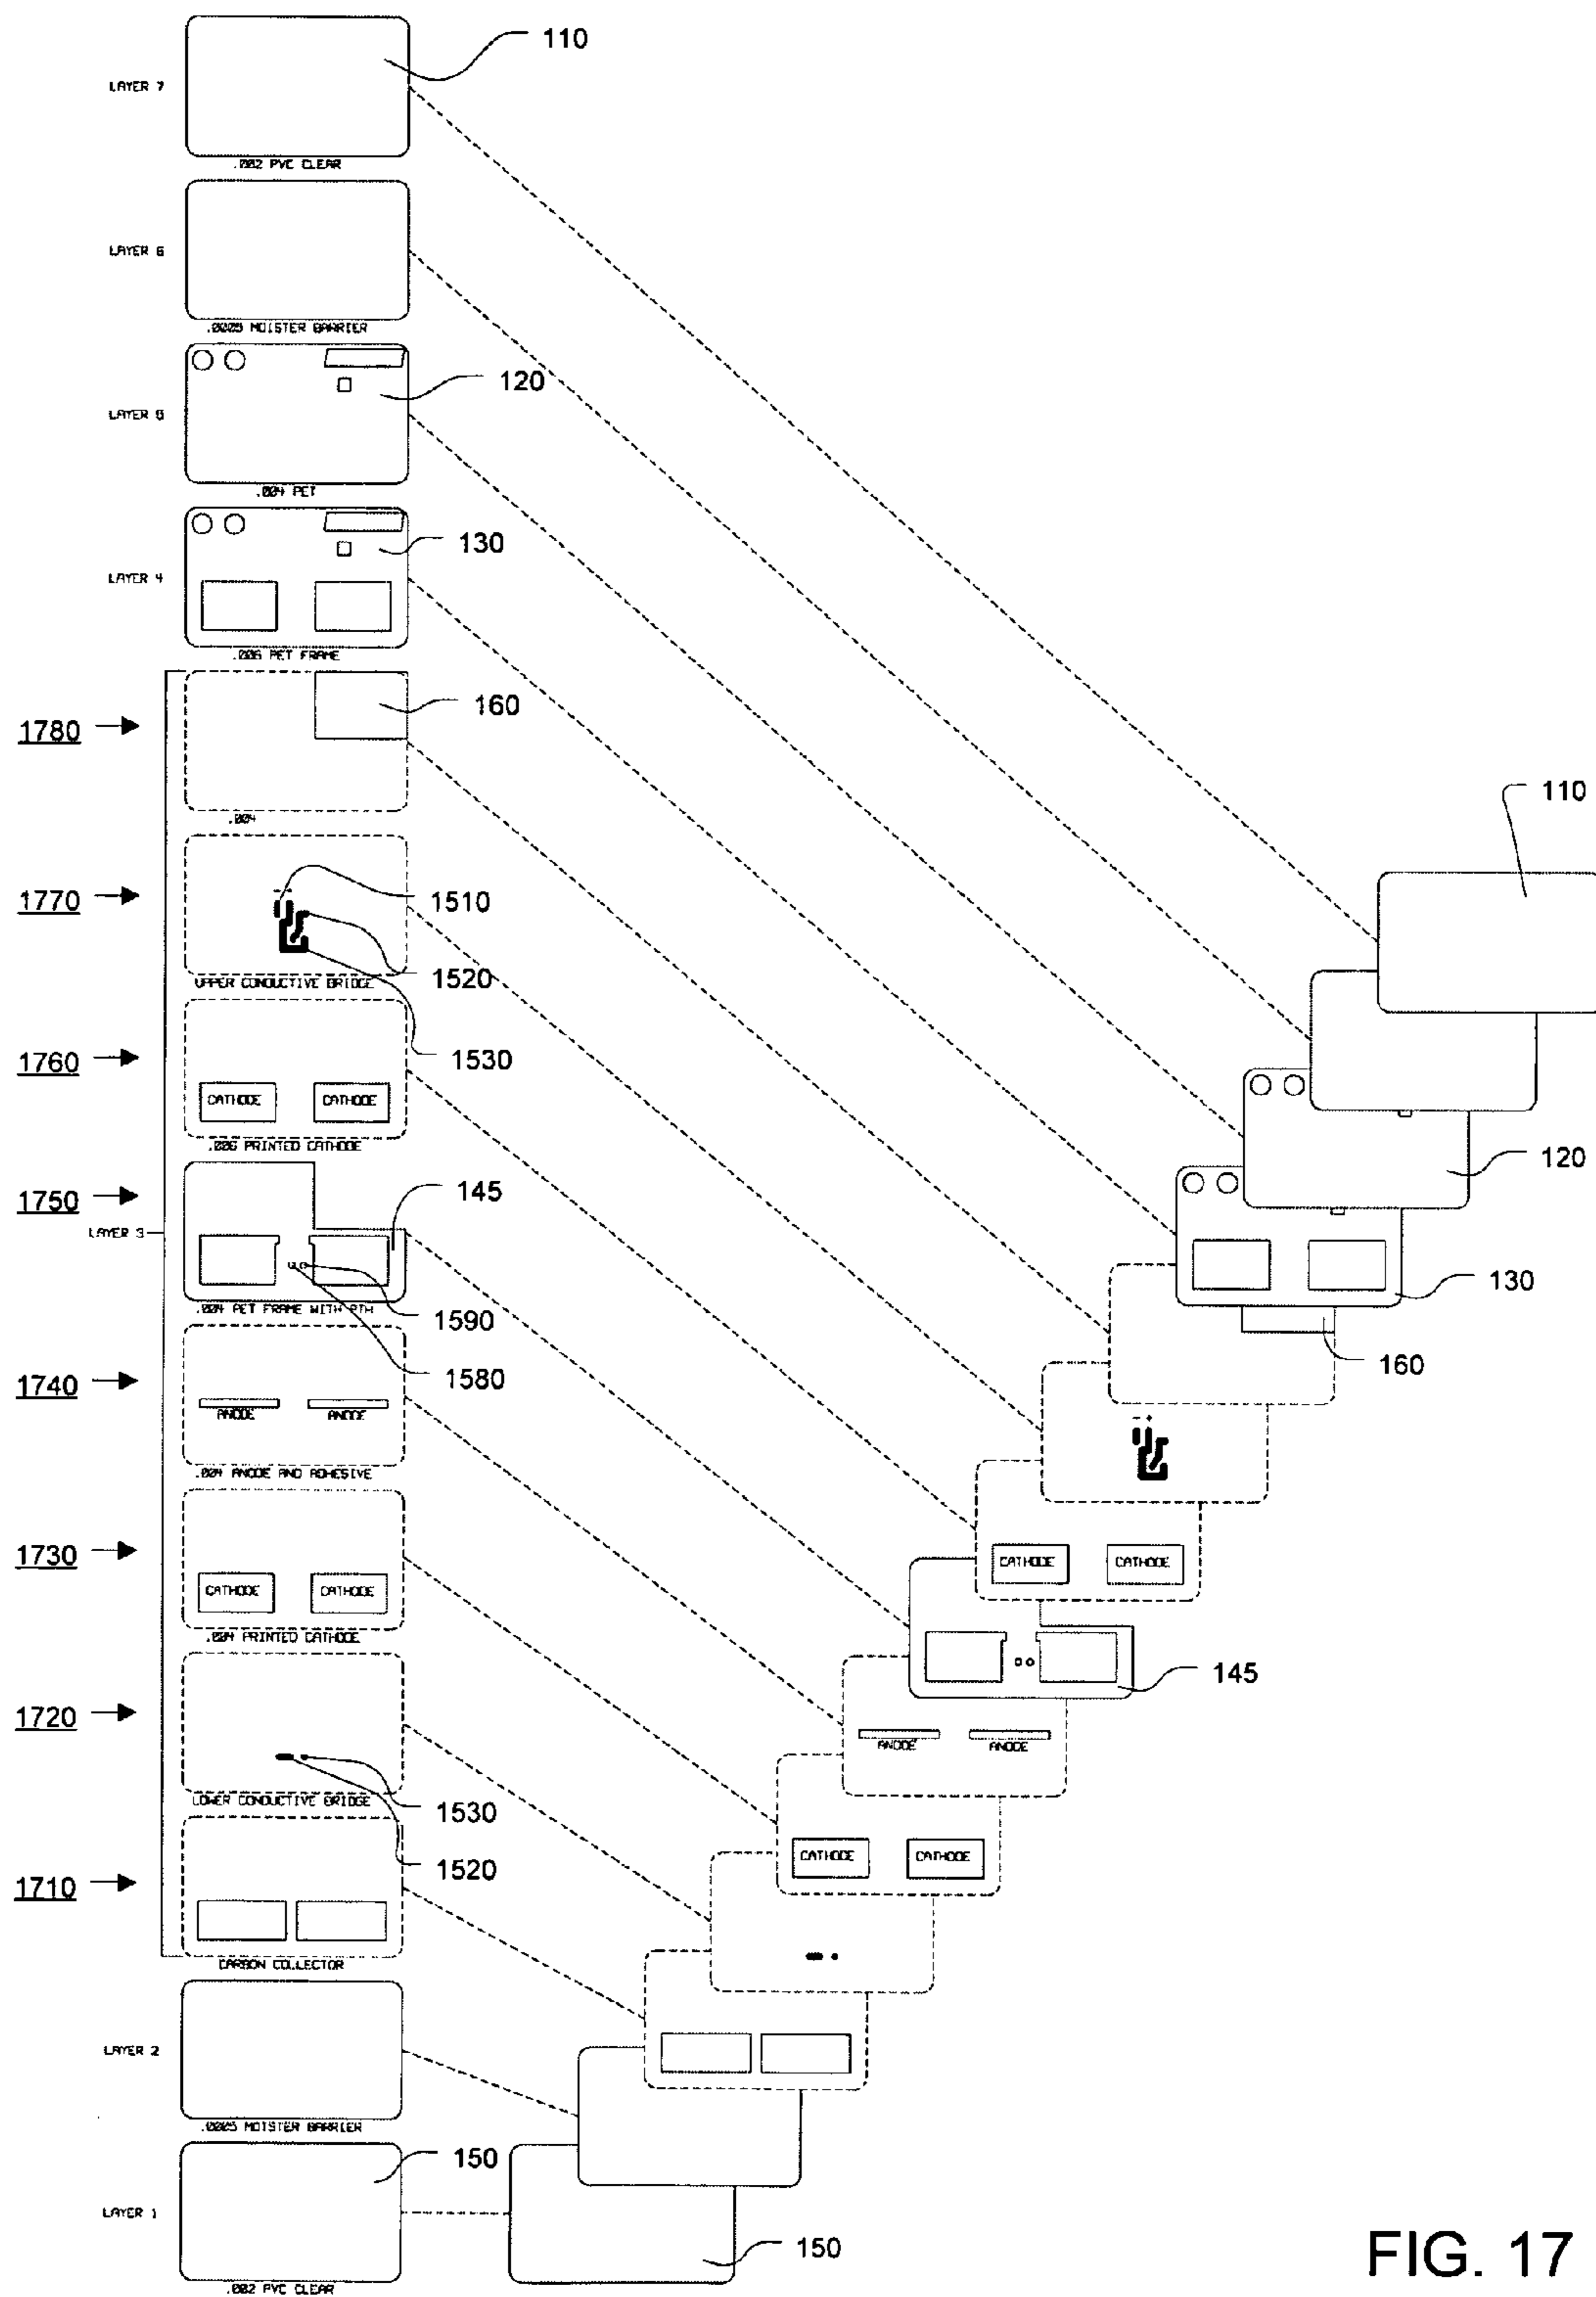 110
LAYER 7
.002 PVC CLEAR
LAYER 6
.0005 MOISTER BARRIER
120
LAYER 5
.004 PET
130
LAYER 4
.006 PET FRAME
160
1780
.004
110
1510
1770
1520
UPPER CONDUCTIVE BRIDGE
1530
1760
CATHODE CATHODE
.006 PRINTED CATHODE
120
145
1750
LAYER 3
130
.004 PET FRAME WITH PTH
1590
160
1580
1740
ANODE ANODE
.004 ANODE AND ADHESIVE
1730
CATHODE CATHODE
CATHODE CATHODE
.004 PRINTED CATHODE
145
1720
ANODE ANODE
LOWER CONDUCTIVE BRIDGE
1530
CATHODE CATHODE
1520
1710
CARBON COLLECTOR
LAYER 2
.0005 MOISTER BARRIER
150
LAYER 1
150
.002 PVC CLEAR
FIG. 17